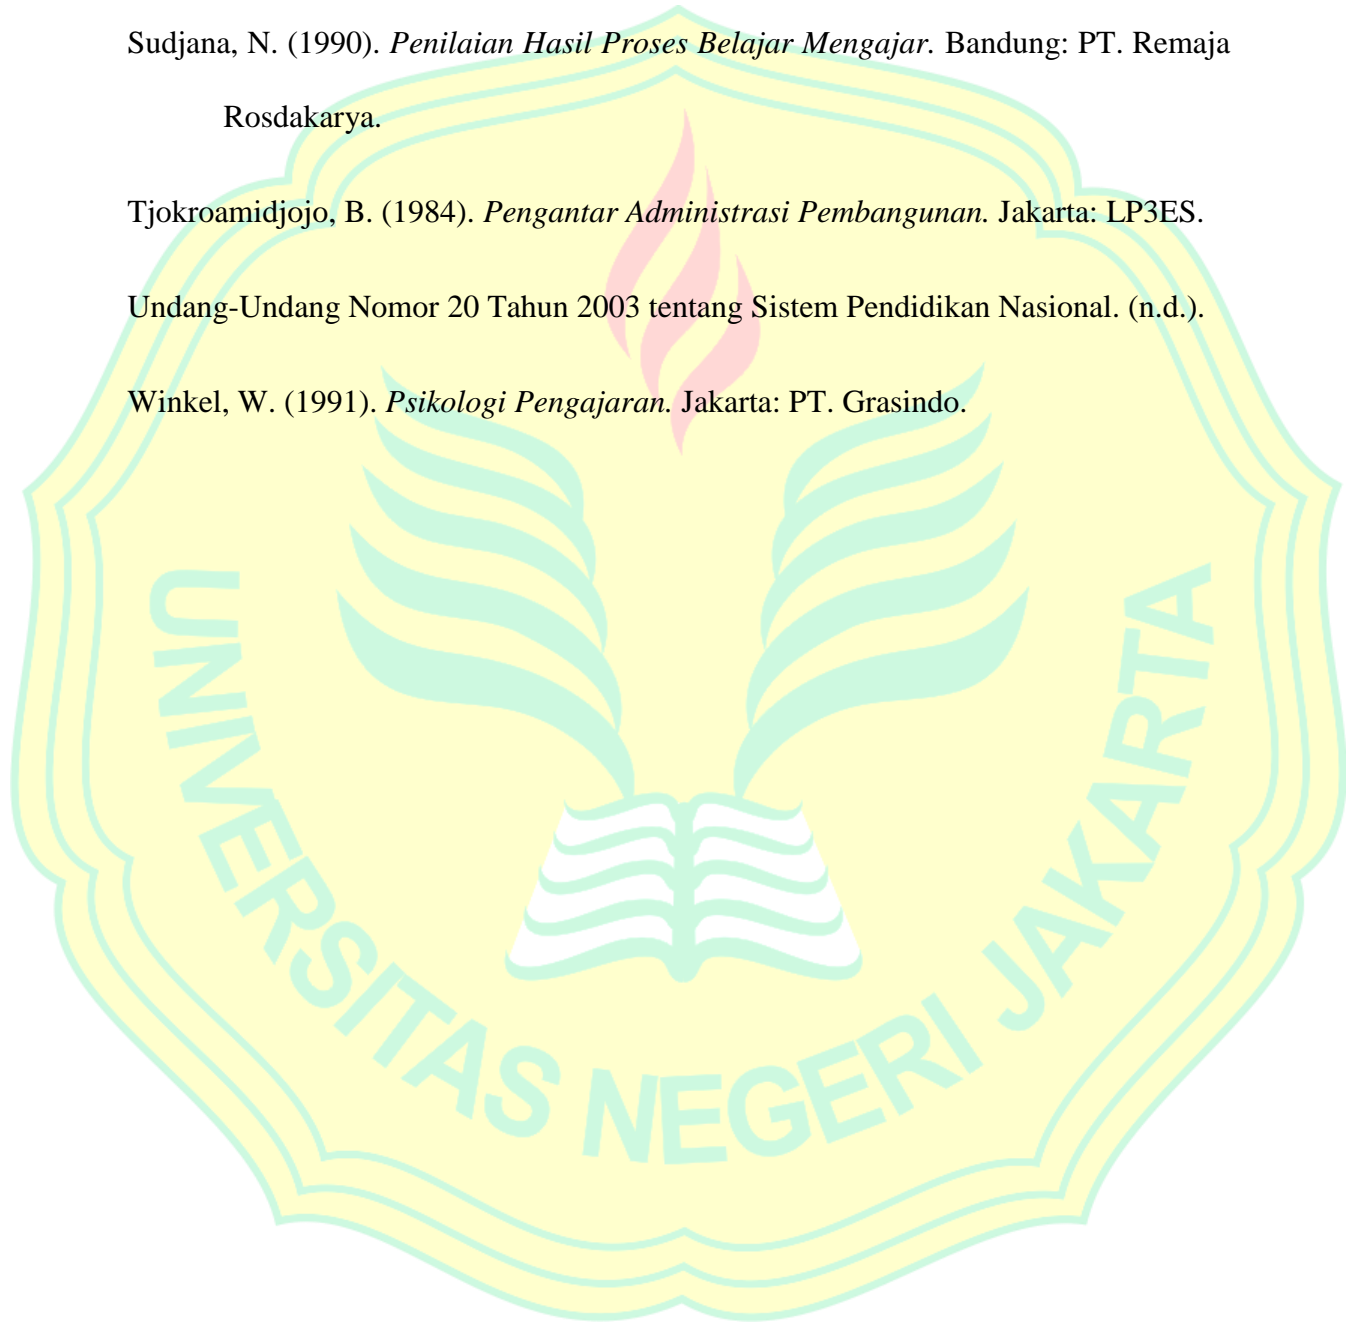 Sudjana, N. (1990). Penilaian Hasil Proses Belajar Mengajar. Bandung: PT. Remaja
Rosdakarya.
Tjokroamidjojo, B. (1984). Pengantar Administrasi Pembangunan. Jakarta: LP3ES.
Undang-Undang Nomor 20 Tahun 2003 tentang Sistem Pendidikan Nasional. (n.d.).
Winkel, W. (1991). Psikologi Pengajaran. Jakarta: PT. Grasindo.
UNIVERSITAS NEGERI JAKARTA